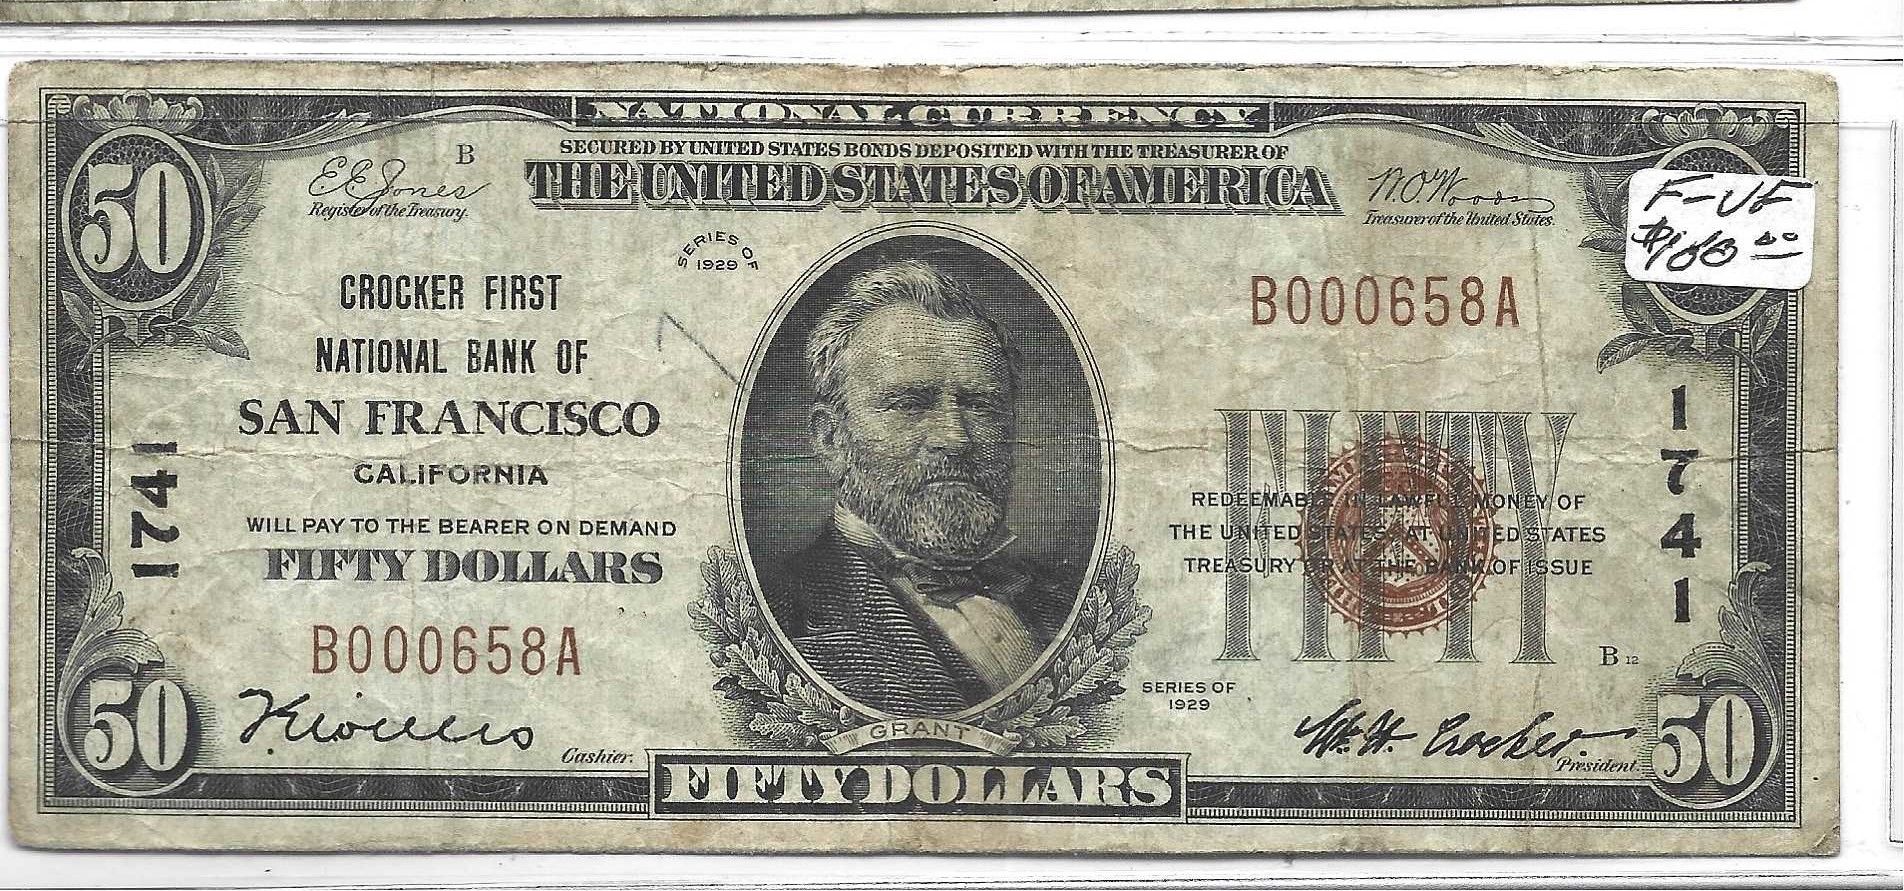 NATIONAL CURRENCY
SECURED BY UNITED STATES BONDS DEPOSITED WITH THE TREASURER OF
THE UNITED STATES OF AMERICA
50
B
E E Jones
Register of the Treasury.
W.O. Woods
Treasurer of the United States.
F-VF
SERIES OF
1929
CROCKER FIRST
NATIONAL BANK OF
SAN FRANCISCO
CALIFORNIA
WILL PAY TO THE BEARER ON DEMAND
FIFTY DOLLARS
B000658A
B000658A
1741
1741
FIFTY
REDEEMABLE IN LAWFUL MONEY OF
THE UNITED STATES AT UNITED STATES
TREASURY OR AT THE BANK OF ISSUE
B 12
SERIES OF
1929
GRANT
50
Cashier.
Wm. W. Crocker.
President.
50
FIFTY DOLLARS